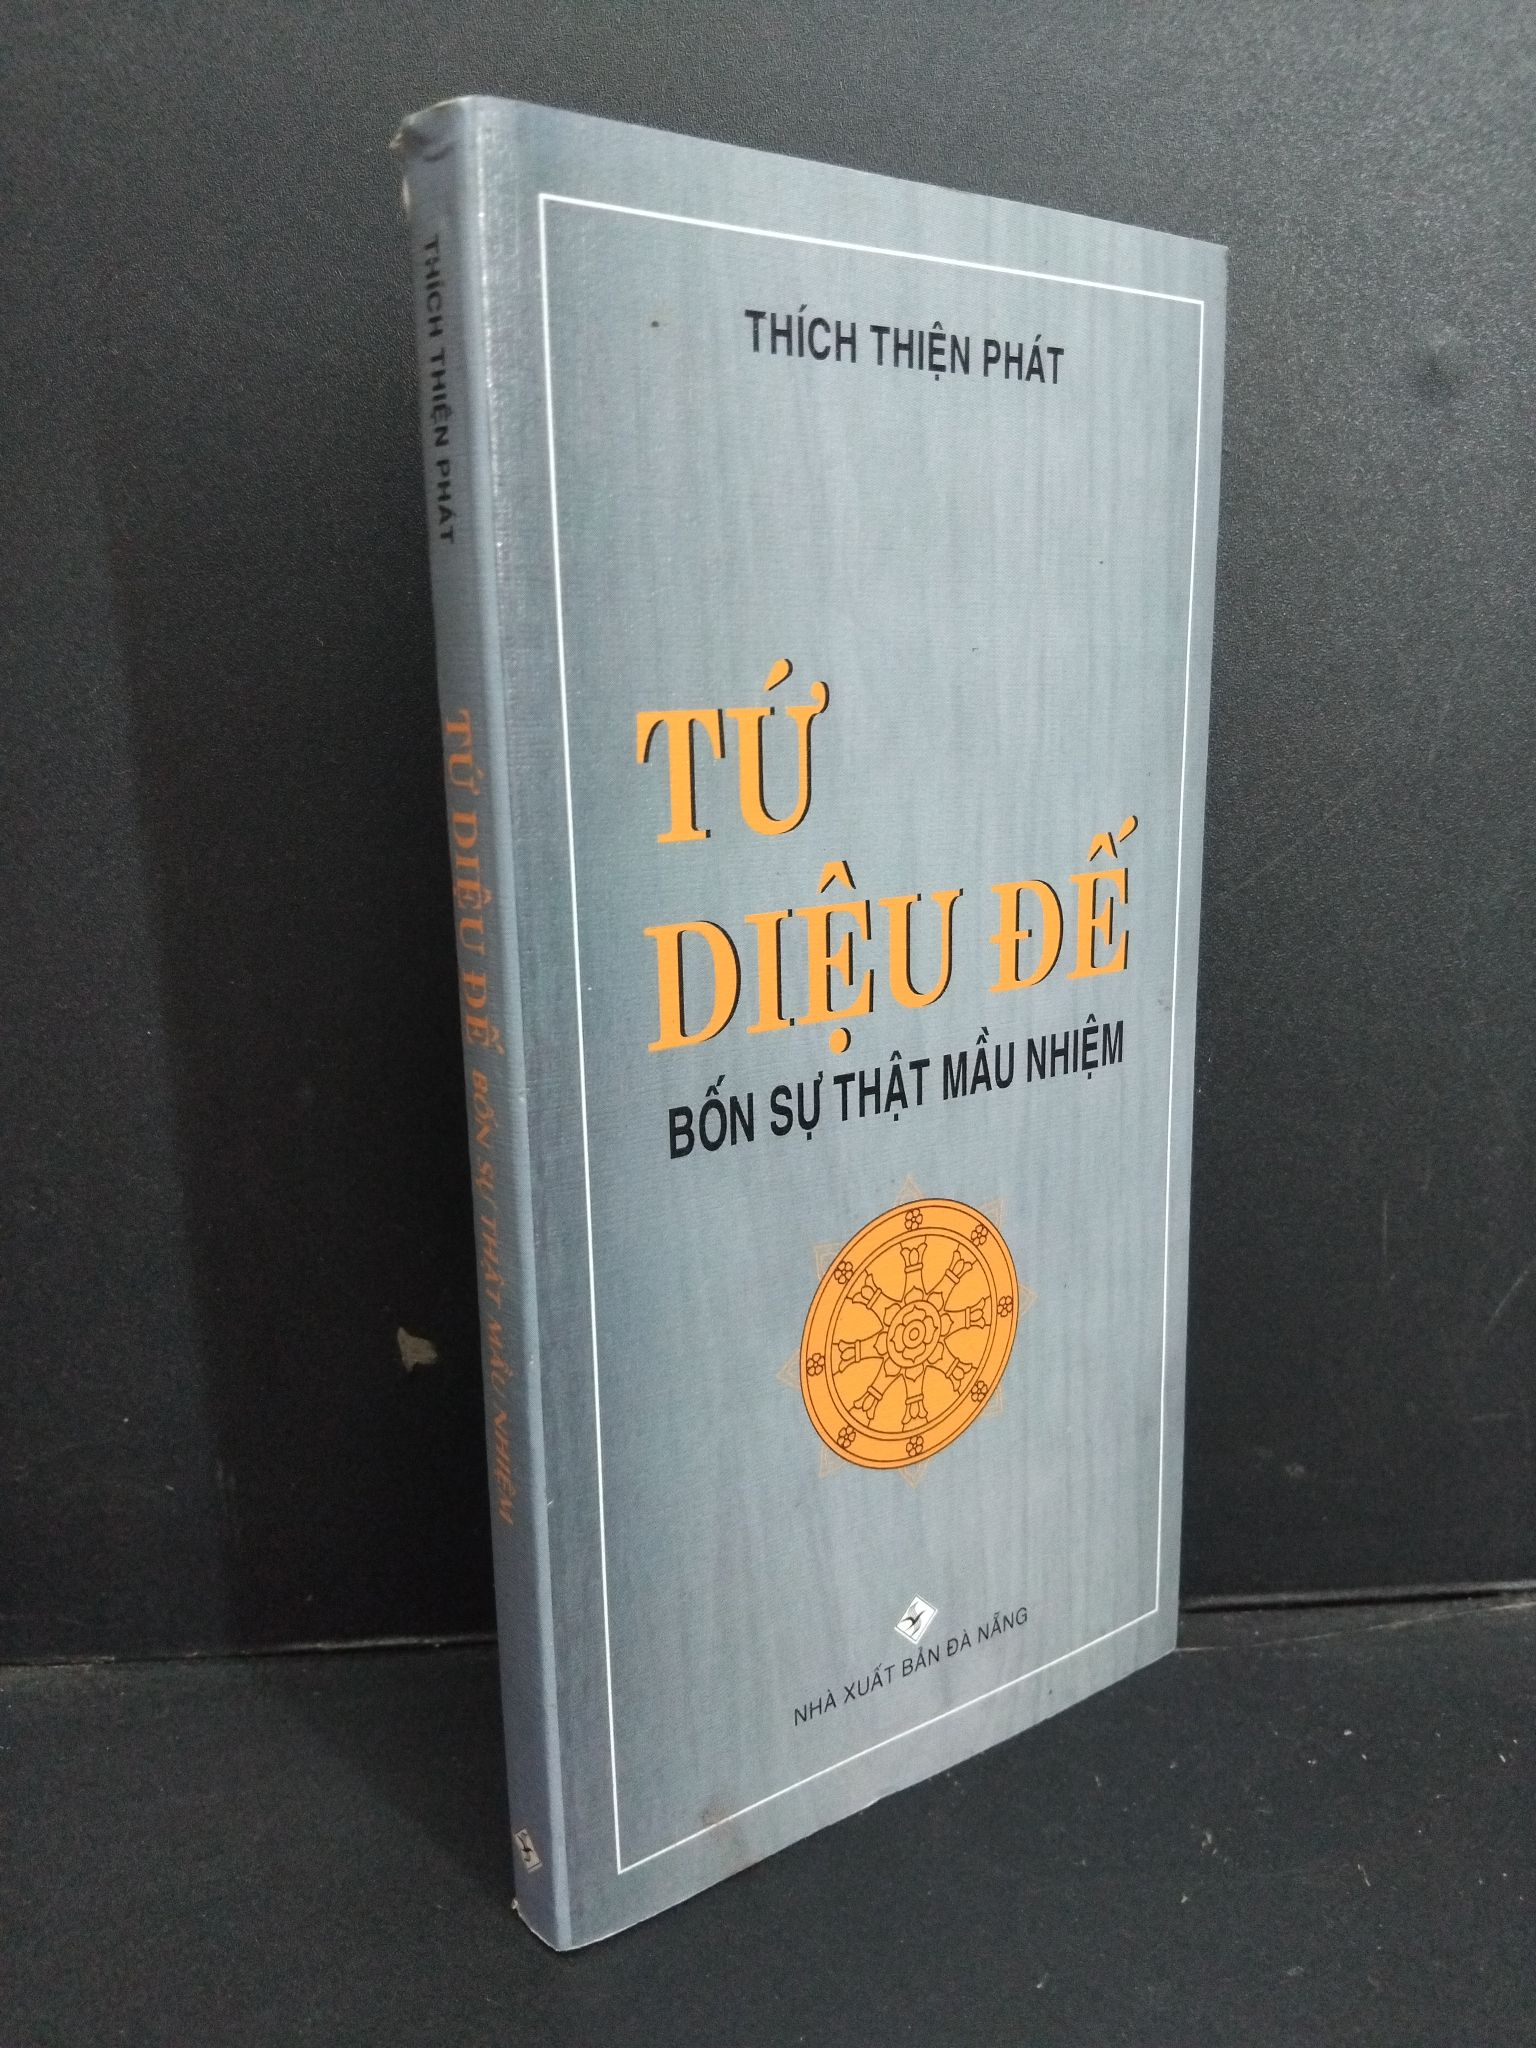 THÍCH THIỆN PHÁT
TỨ DIỆU ĐẾ BỐN SỰ THẬT MẦU NHIỆM
THÍCH THIỆN PHÁT
TỨ
DIỆU ĐẾ
BỐN SỰ THẬT MẦU NHIỆM
NHÀ XUẤT BẢN ĐÀ NẴNG